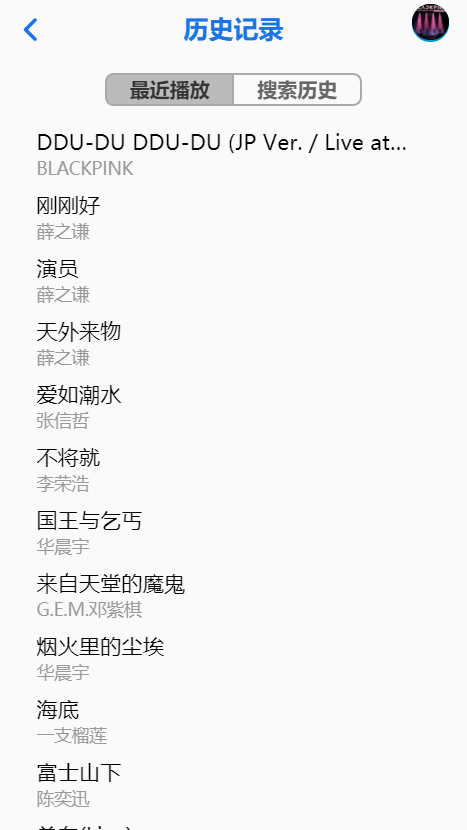 历史记录
最近播放
搜索历史
DDU-DU DDU-DU (JP Ver. / Live at...
BLACKPINK
刚刚好
薛之谦
演员
薛之谦
天外来物
薛之谦
爱如潮水
张信哲
不将就
李荣浩
国王与乞丐
华晨宇
来自天堂的魔鬼
G.E.M.邓紫棋
烟火里的尘埃
华晨宇
海底
一支榴莲
富士山下
陈奕迅